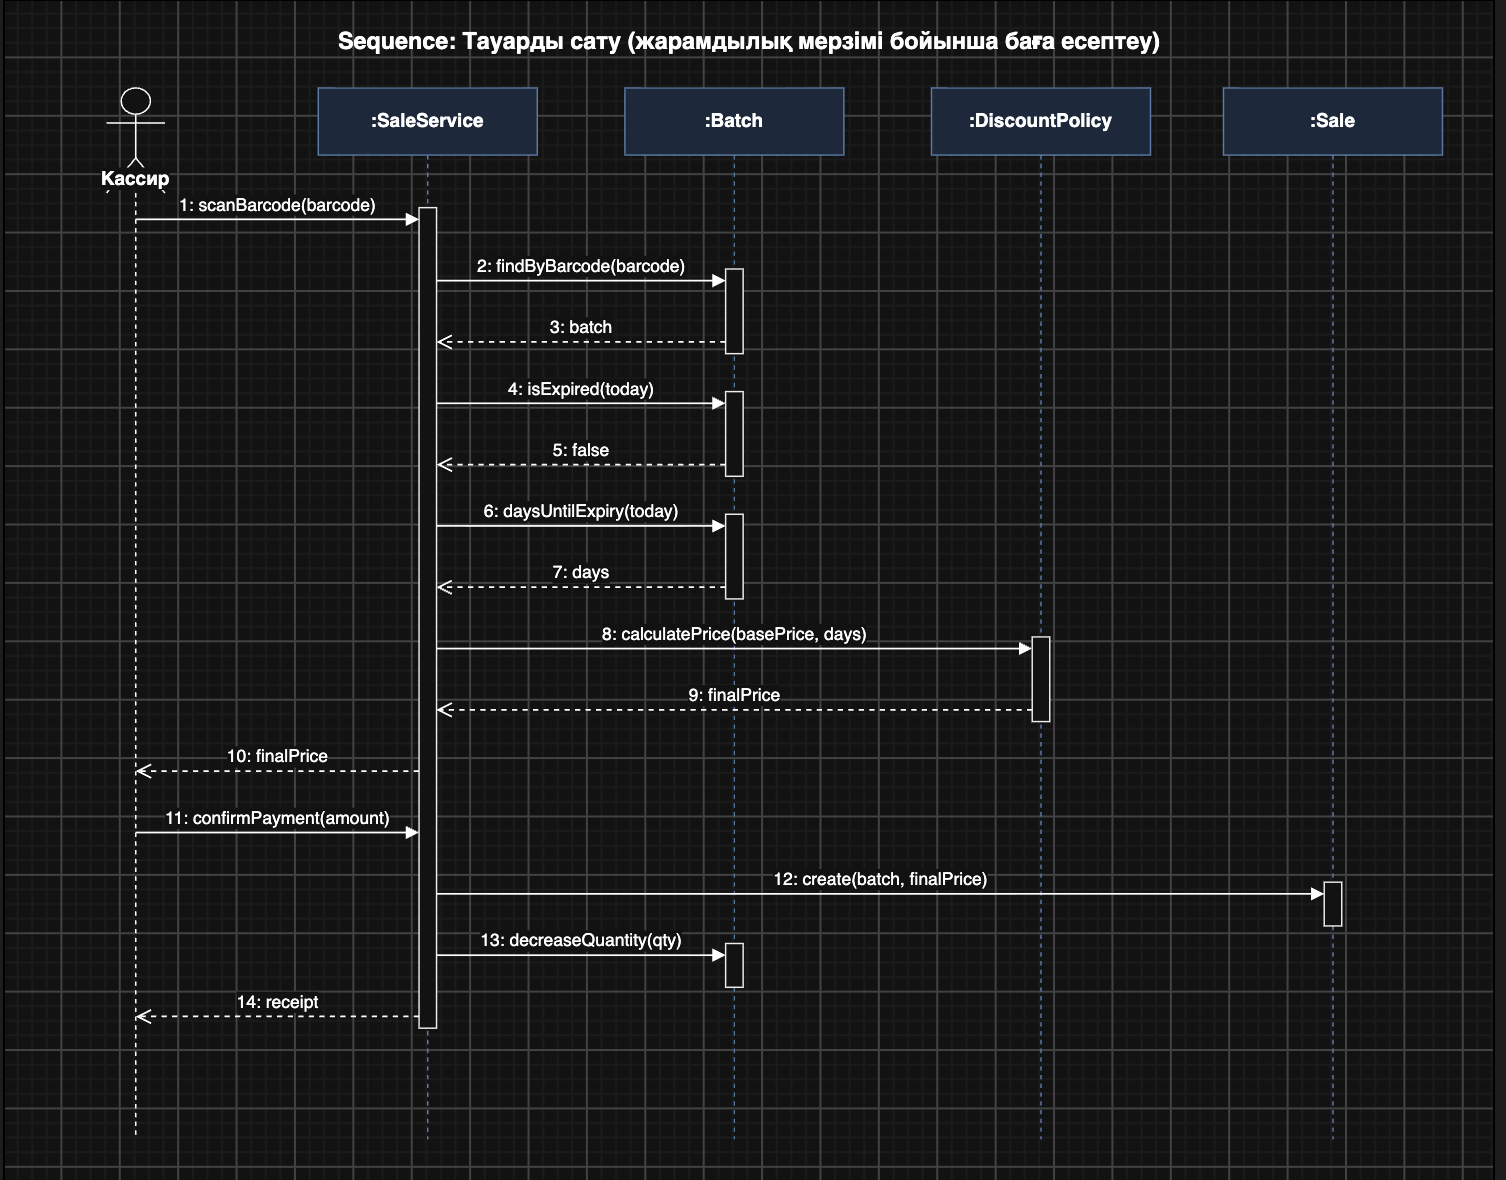 Sequence: Тауарды сату (жарамдылық мерзімі бойынша баға есептеу)
:SaleService
:Batch
:DiscountPolicy
:Sale
Кассир
1: scanBarcode(barcode)
2: findByBarcode(barcode)
3: batch
4: isExpired(today)
5: false
6: daysUntilExpiry(today)
7: days
8: calculatePrice(basePrice, days)
9: finalPrice
10: finalPrice
11: confirmPayment(amount)
12: create(batch, finalPrice)
13: decreaseQuantity(qty)
14: receipt